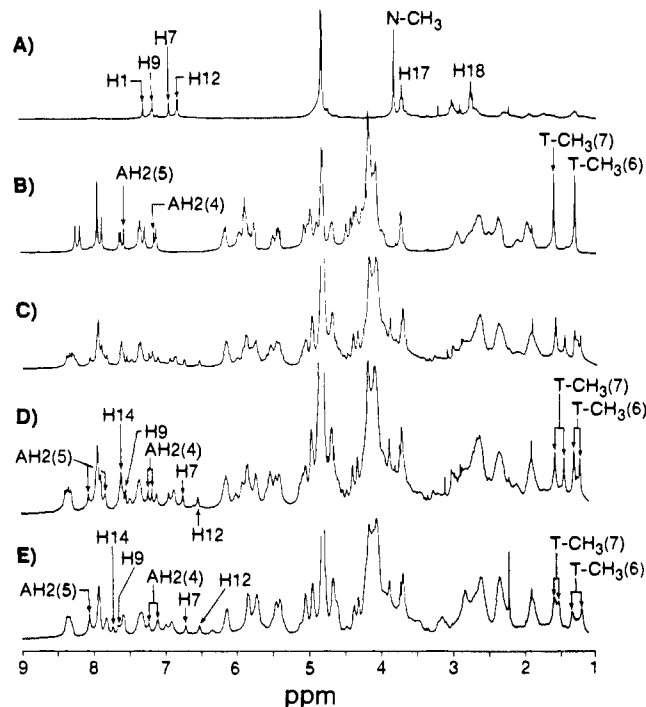 A)
H1
H9
H7
H12
N-CH3
H17
H18
B)
AH2(5)
AH2(4)
T-CH3(7)
T-CH3(6)
C)
D)
AH2(5)
H14
H9
AH2(4)
H7
H12
T-CH3(7)
T-CH3(6)
E)
AH2(5)
H14
H9
AH2(4)
H7
H12
T-CH3(7)
T-CH3(6)
9 8 7 6 5 4 3 2 1
ppm